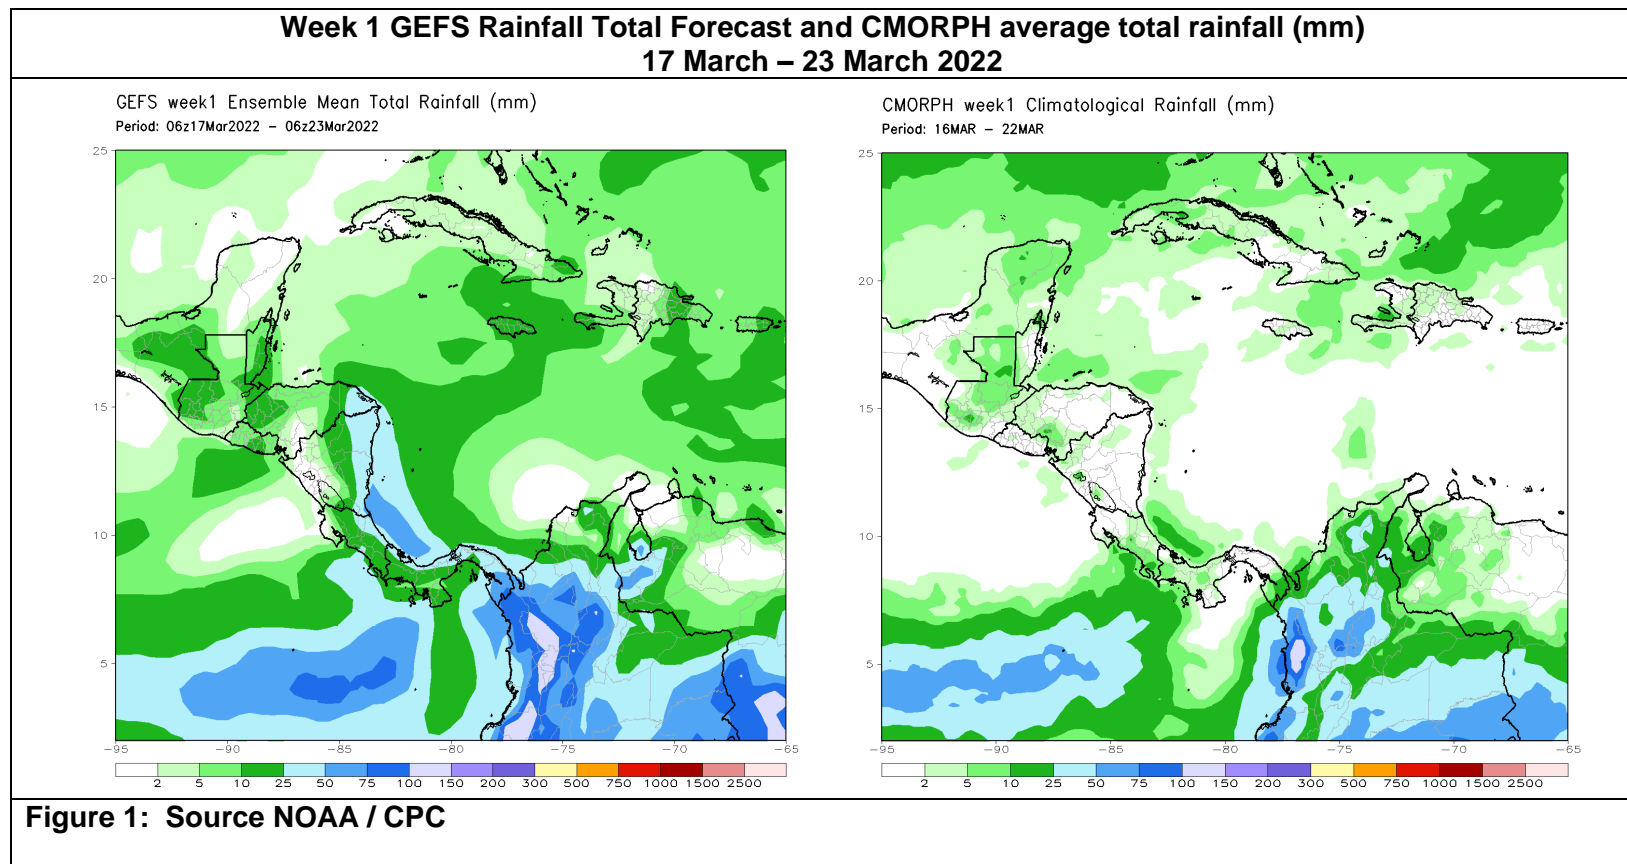 Week 1 GEFS Rainfall Total Forecast and CMORPH average total rainfall (mm)
17 March – 23 March 2022
GEFS week1 Ensemble Mean Total Rainfall (mm)
Period: 06z17Mar2022 – 06z23Mar2022
25
20
15
10
5
-95 -90 -85 -80 -75 -70 -65
2 5 10 25 50 75 100 150 200 300 500 750 1000 1500 2500
CMORPH week1 Climatological Rainfall (mm)
Period: 16MAR – 22MAR
25
20
15
10
5
-95 -90 -85 -80 -75 -70 -65
2 5 10 25 50 75 100 150 200 300 500 750 1000 1500 2500
Figure 1: Source NOAA / CPC